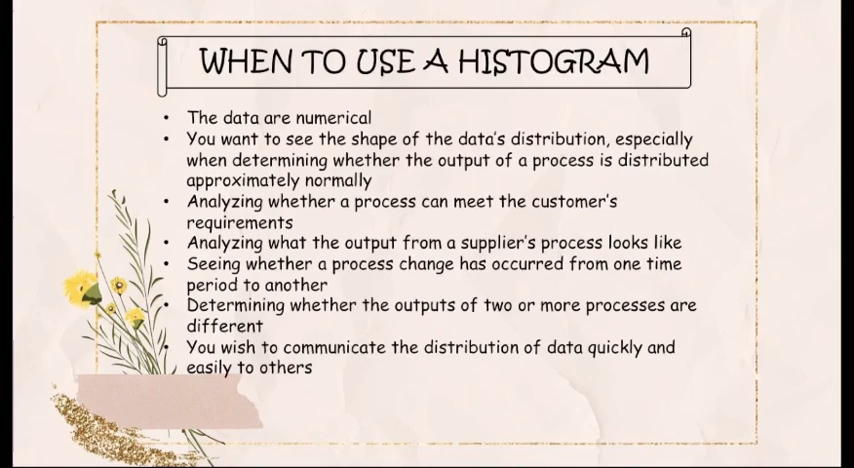 WHEN TO USE A HISTOGRAM
• The data are numerical
• You want to see the shape of the data's distribution, especially
when determining whether the output of a process is distributed
approximately normally
• Analyzing whether a process can meet the customer's
requirements
• Analyzing what the output from a supplier's process looks like
• Seeing whether a process change has occurred from one time
period to another
• Determining whether the outputs of two or more processes are
different
• You wish to communicate the distribution of data quickly and
easily to others